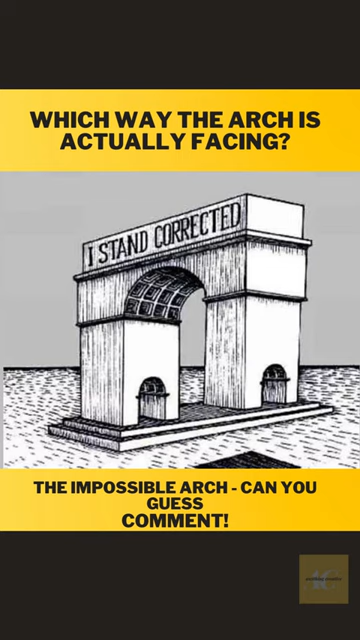 WHICH WAY THE ARCH IS
ACTUALLY FACING?
I STAND CORRECTED
THE IMPOSSIBLE ARCH - CAN YOU
GUESS
COMMENT!